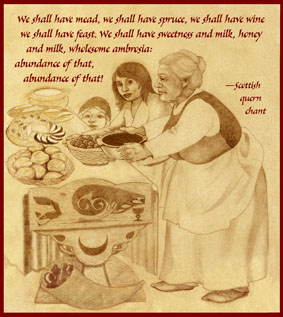 We shall have mead, we shall have spruce, we shall have wine
we shall have feast. We shall have sweetness and milk, honey
and milk, wholesome ambrosia:
abundance of that,
abundance of that!
—Scottish
quern
chant